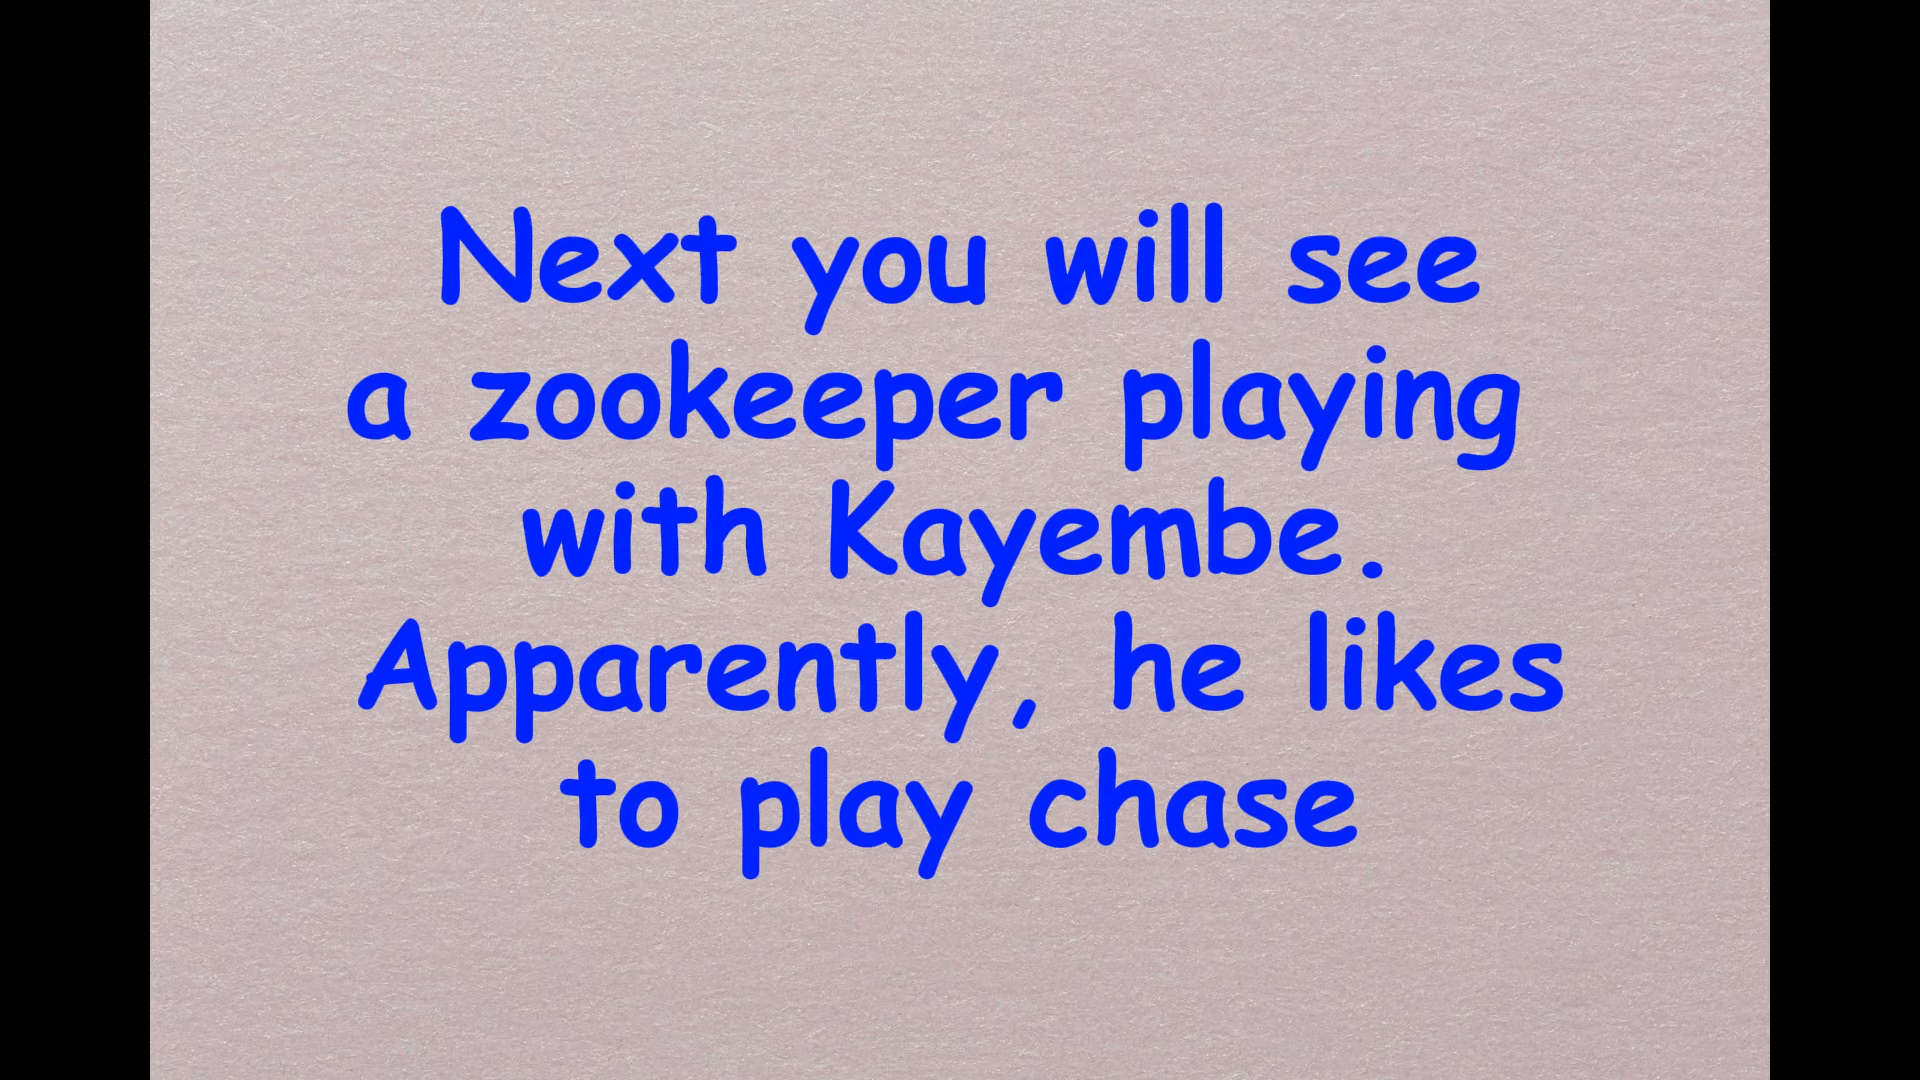 Next you will see
a zookeeper playing
with Kayembe.
Apparently, he likes
to play chase